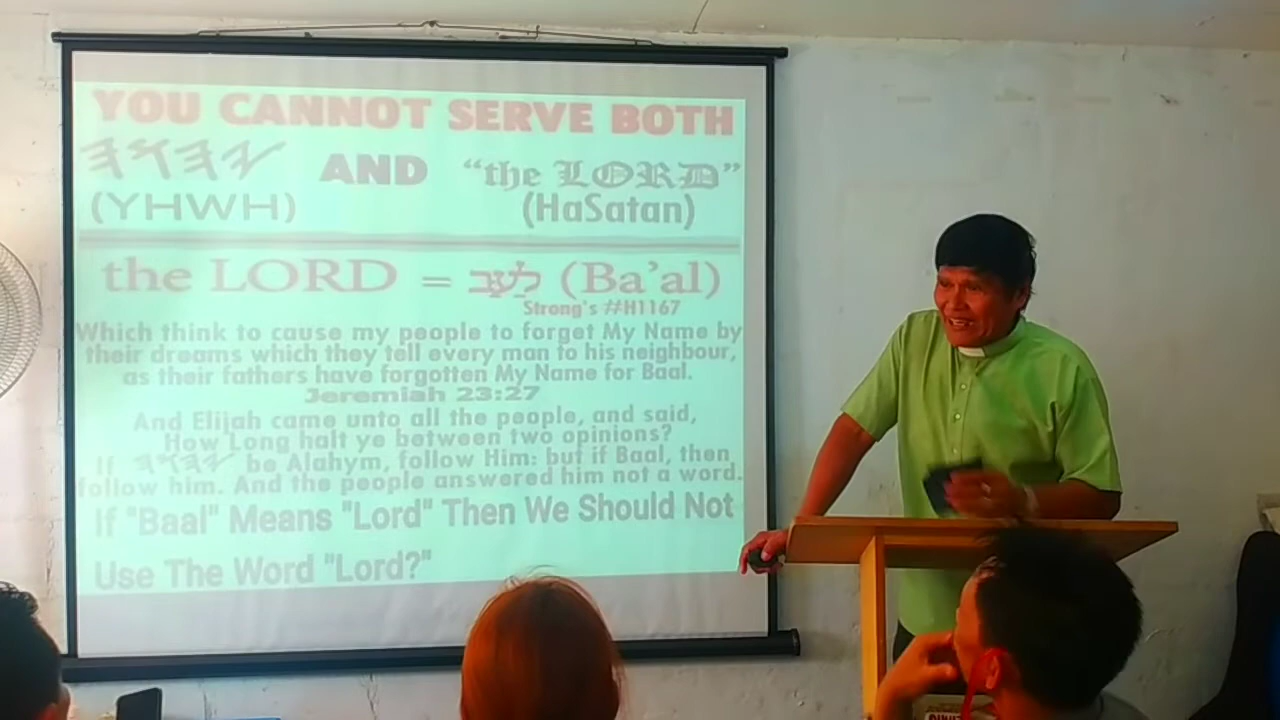 YOU CANNOT SERVE BOTH
𐤉𐤄𐤅𐤄 AND “the LORD”
(YHWH) (HaSatan)
the LORD = לַעַב (Ba'al)
Strong's #H1167
Which think to cause my people to forget My Name by
their dreams which they tell every man to his neighbour,
as their fathers have forgotten My Name for Baal.
Jeremiah 23:27
And Elijah came unto all the people, and said,
How Long halt ye between two opinions?
If 𐤉𐤄𐤅𐤄 be Alahym, follow Him: but if Baal, then
follow him. And the people answered him not a word.
If "Baal" Means "Lord" Then We Should Not
Use The Word "Lord?"